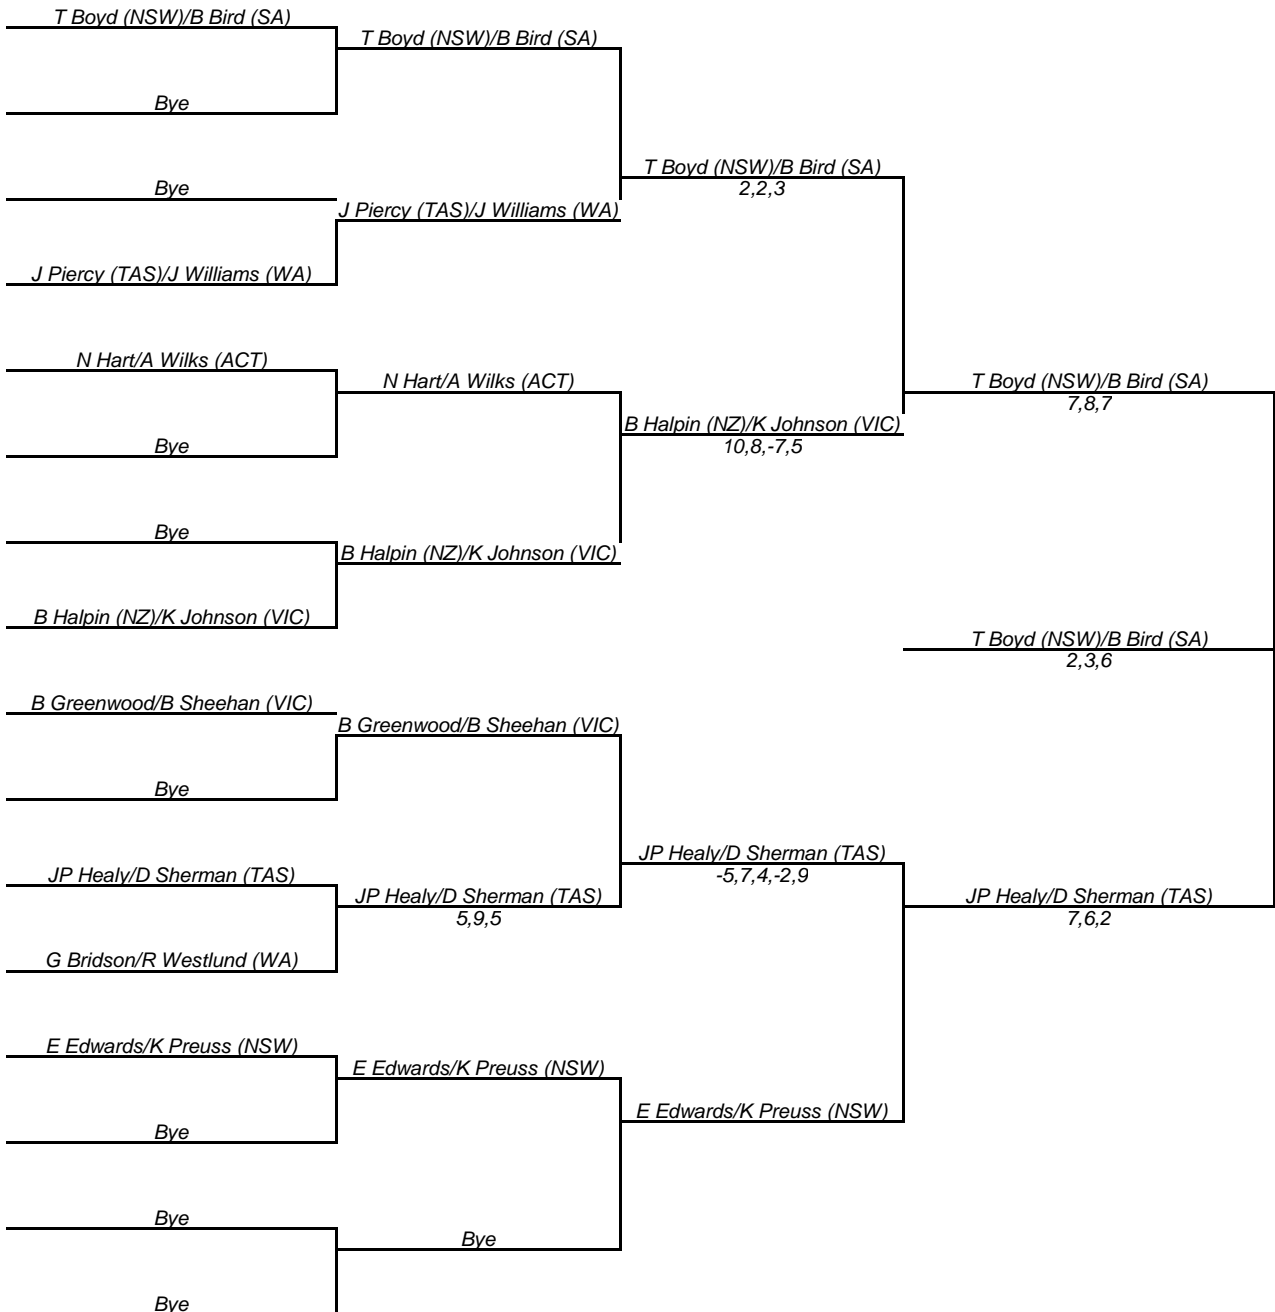 T Boyd (NSW)/B Bird (SA)
T Boyd (NSW)/B Bird (SA)
Bye
T Boyd (NSW)/B Bird (SA)
2,2,3
Bye
J Piercy (TAS)/J Williams (WA)
J Piercy (TAS)/J Williams (WA)
N Hart/A Wilks (ACT)
N Hart/A Wilks (ACT)
T Boyd (NSW)/B Bird (SA)
7,8,7
B Halpin (NZ)/K Johnson (VIC)
10,8,-7,5
Bye
Bye
B Halpin (NZ)/K Johnson (VIC)
B Halpin (NZ)/K Johnson (VIC)
T Boyd (NSW)/B Bird (SA)
2,3,6
B Greenwood/B Sheehan (VIC)
B Greenwood/B Sheehan (VIC)
Bye
JP Healy/D Sherman (TAS)
-5,7,4,-2,9
JP Healy/D Sherman (TAS)
JP Healy/D Sherman (TAS)
5,9,5
JP Healy/D Sherman (TAS)
7,6,2
G Bridson/R Westlund (WA)
E Edwards/K Preuss (NSW)
E Edwards/K Preuss (NSW)
E Edwards/K Preuss (NSW)
Bye
Bye
Bye
Bye